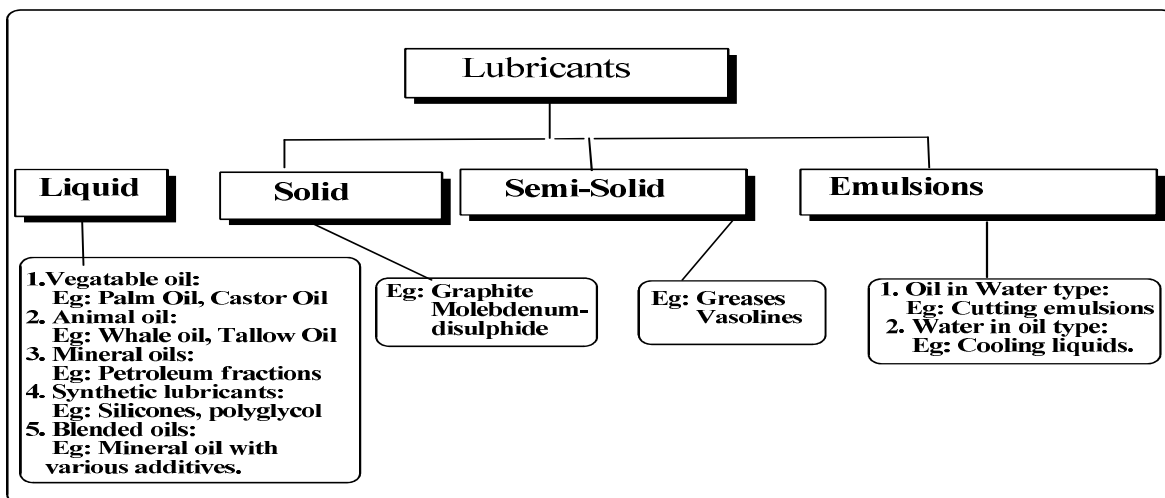 Lubricants
Liquid
Solid
Semi-Solid
Emulsions
1.Vegatable oil:
Eg: Palm Oil, Castor Oil
2. Animal oil:
Eg: Whale oil, Tallow Oil
3. Mineral oils:
Eg: Petroleum fractions
4. Synthetic lubricants:
Eg: Silicones, polyglycol
5. Blended oils:
Eg: Mineral oil with
various additives.
Eg: Graphite
Molebdenum-
disulphide
Eg: Greases
Vasolines
1. Oil in Water type:
Eg: Cutting emulsions
2. Water in oil type:
Eg: Cooling liquids.